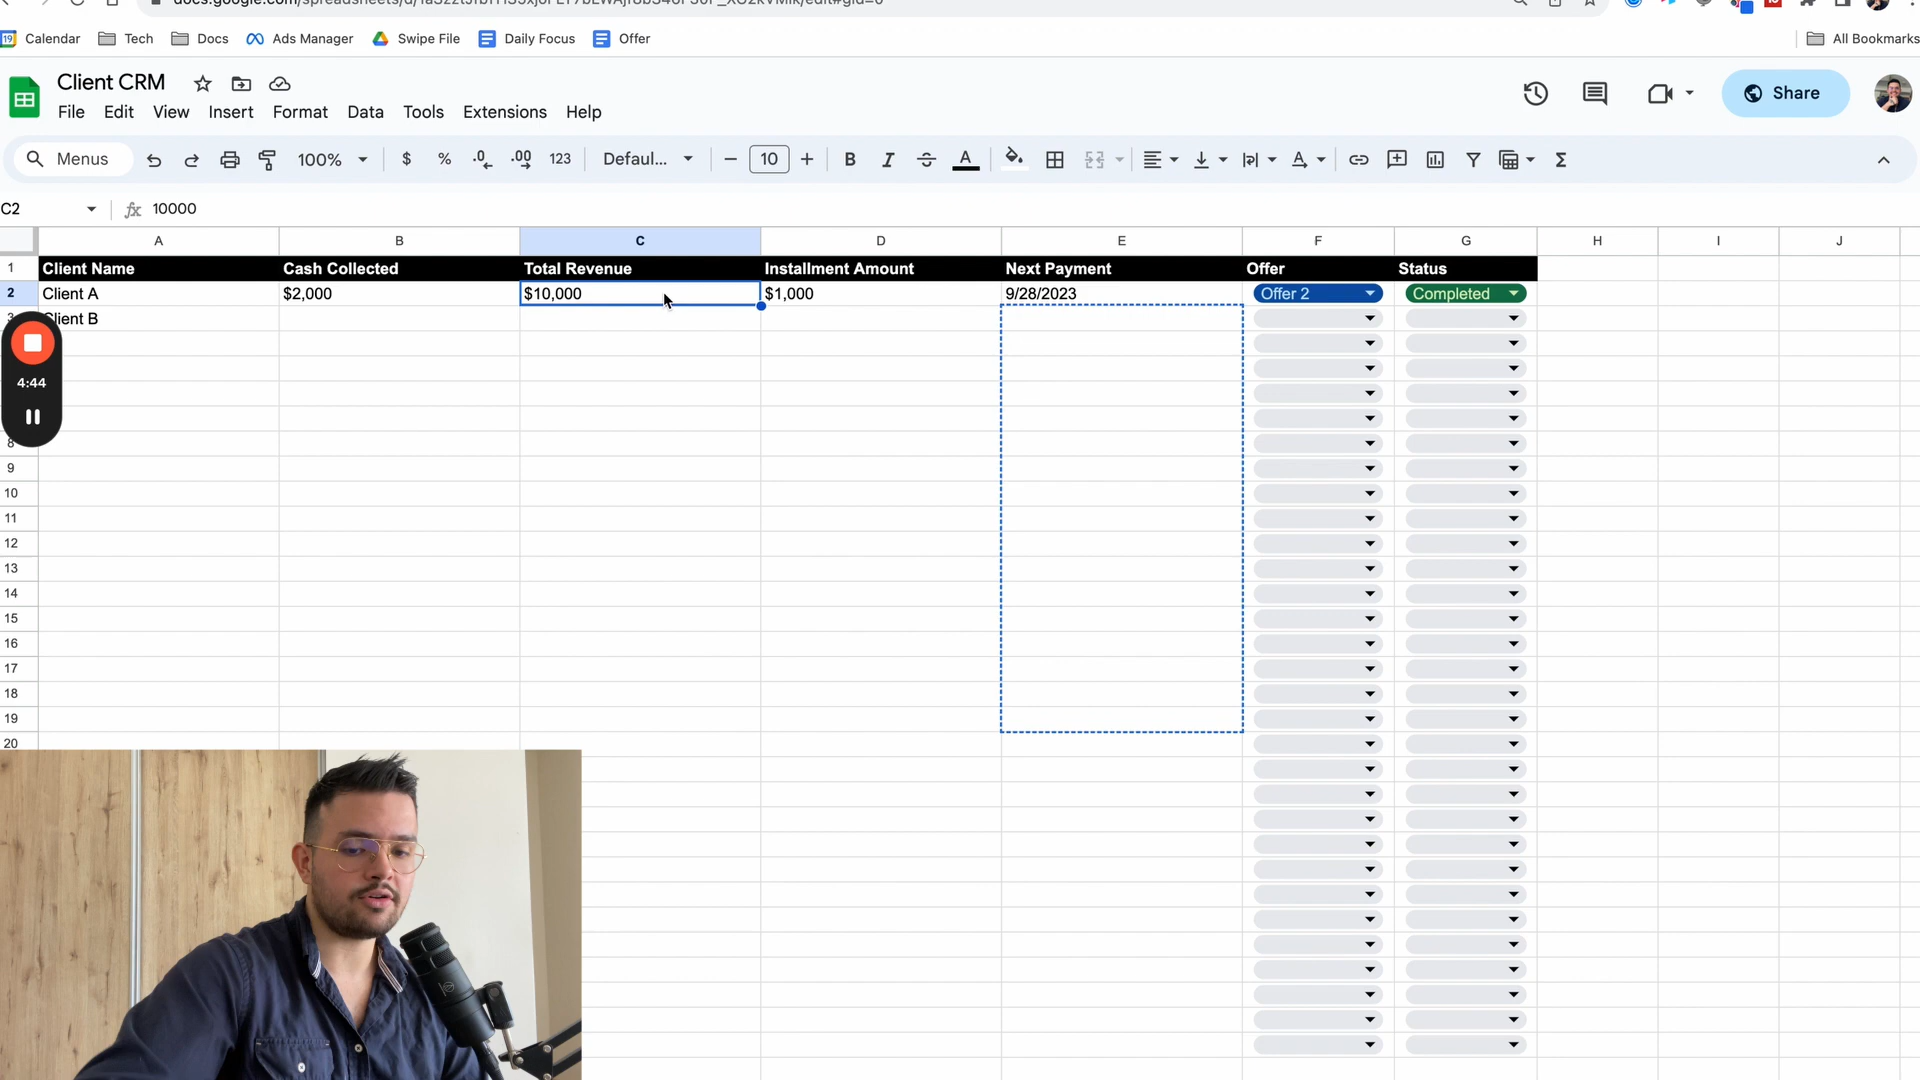 Calendar Tech Docs Ads Manager Swipe File Daily Focus Offer All Bookmarks
Client CRM
File Edit View Insert Format Data Tools Extensions Help
Share
Menus 100% $ % .0 .00 123 Defaul... 10 B I A Σ
C2 fx 10000
A B C D E F G H I J
1 Client Name Cash Collected Total Revenue Installment Amount Next Payment Offer Status
2 Client A $2,000 $10,000 $1,000 9/28/2023 Offer 2 Completed
3 Client B
4:44
8
9
10
11
12
13
14
15
16
17
18
19
20